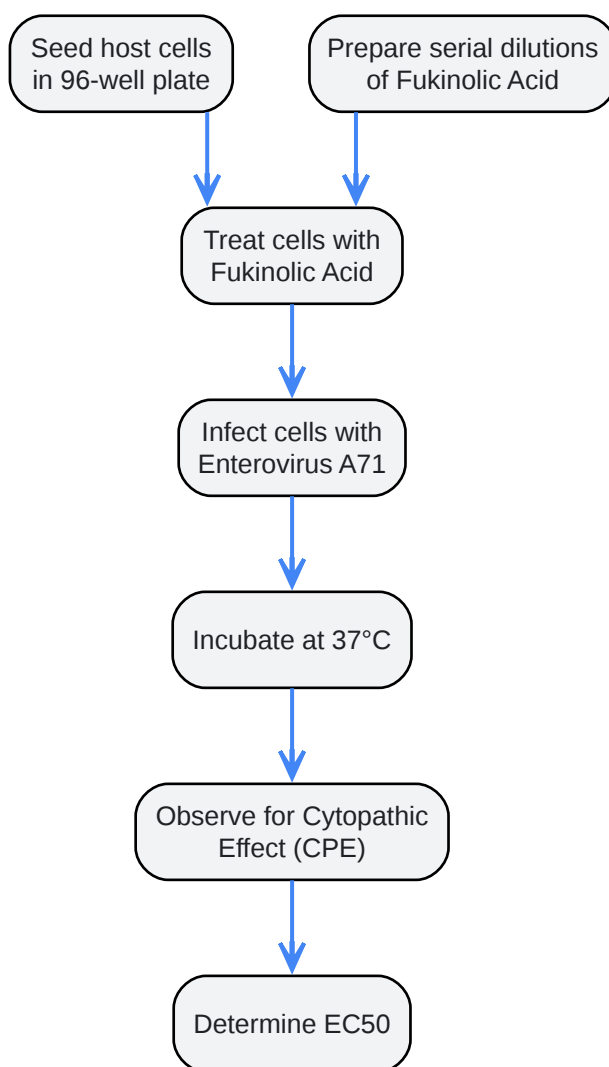 Seed host cells
in 96-well plate
Prepare serial dilutions
of Fukinolic Acid
Treat cells with
Fukinolic Acid
Infect cells with
Enterovirus A71
Incubate at 37°C
Observe for Cytopathic
Effect (CPE)
Determine EC50